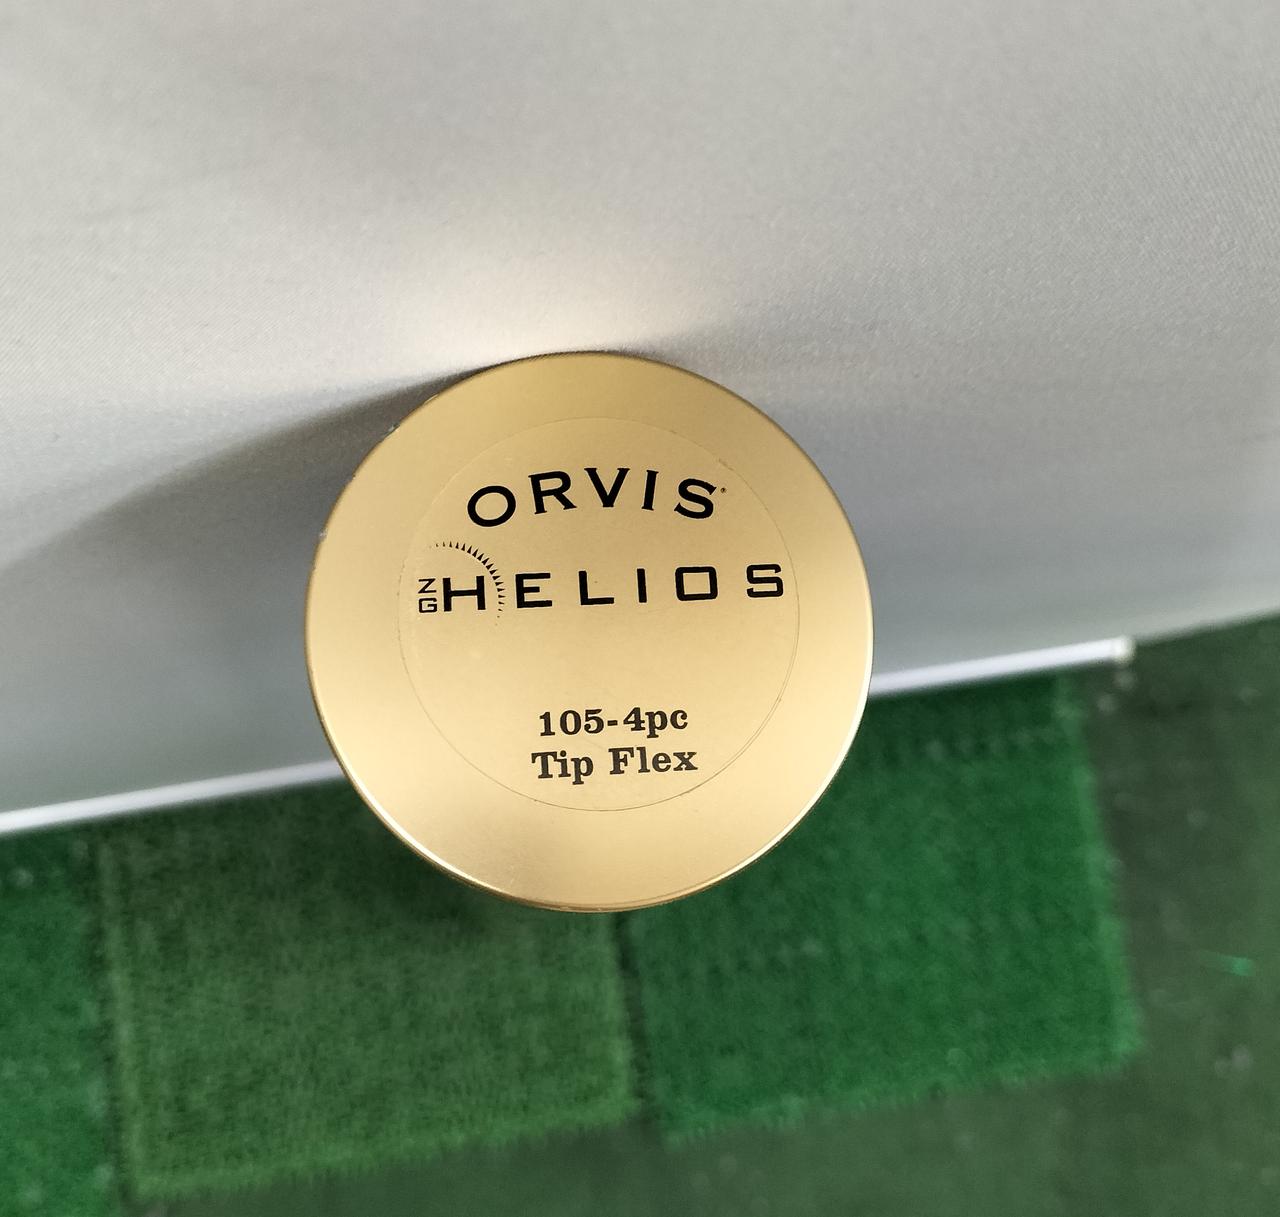 ORVIS®
ZG HELIOS
105-4pc
Tip Flex